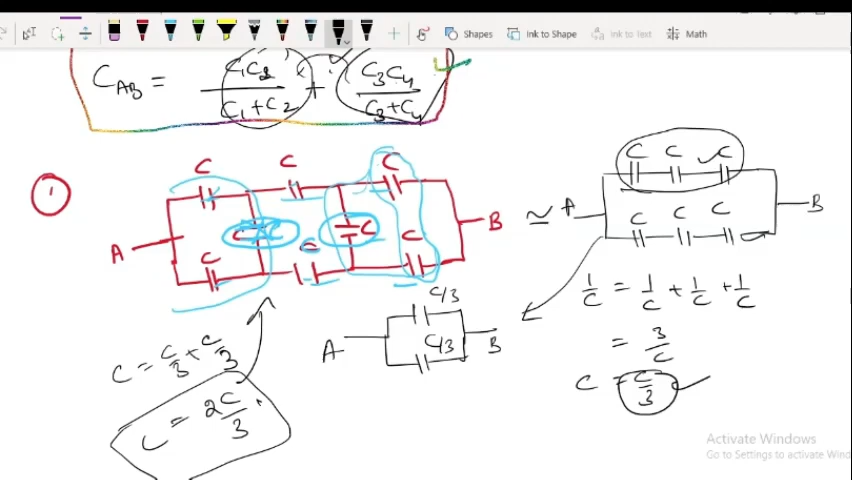 Shapes
Ink to Shape
Ink to Text
Math
C_AB = C₁C₂ / C₁+C₂ + C₃C₄ / C₃+C₄
1
C C C
A C C B
C C C
≃ A C C C B
C C C
1/C = 1/C + 1/C + 1/C
= 3/C
C = C/3
C/3
A B
C/3
C = C/3 + C/3
C = 2C/3
Activate Windows
Go to Settings to activate Wind